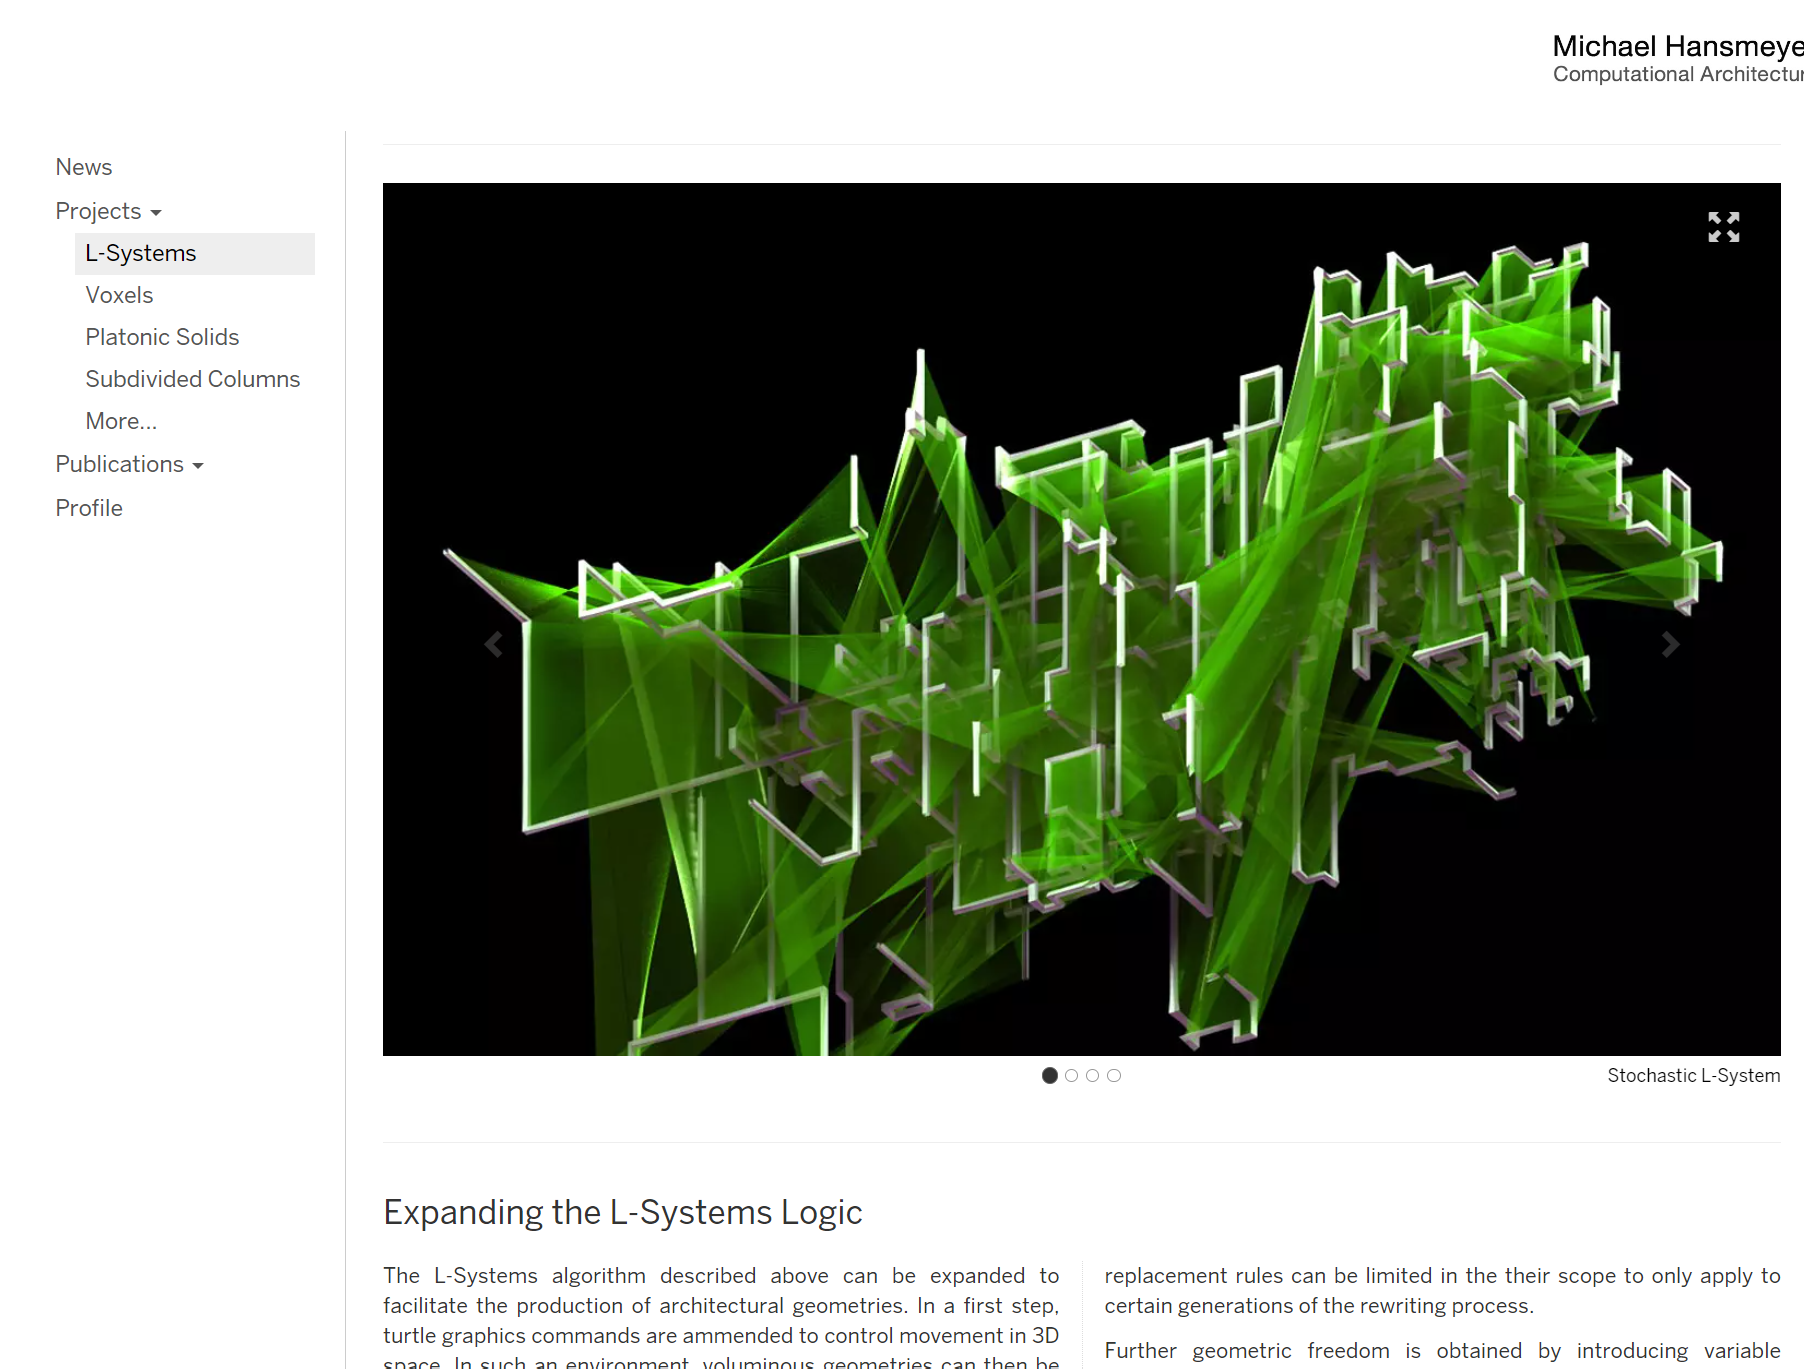 Michael Hansmeye
Computational Architectur
News
Projects
L-Systems
Voxels
Platonic Solids
Subdivided Columns
More...
Publications
Profile
Stochastic L-System
Expanding the L-Systems Logic
The L-Systems algorithm described above can be expanded to
facilitate the production of architectural geometries. In a first step,
turtle graphics commands are ammended to control movement in 3D
space. In such an environment, voluminous geometries can then be
replacement rules can be limited in the their scope to only apply to
certain generations of the rewriting process.
Further geometric freedom is obtained by introducing variable